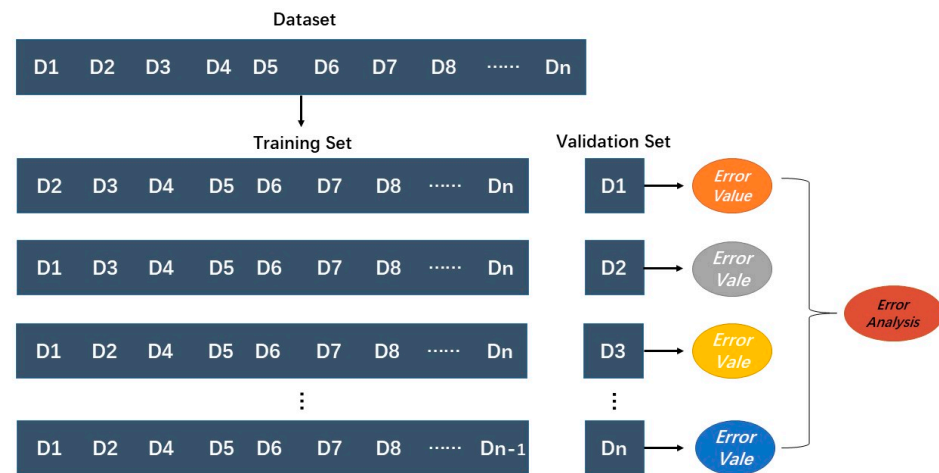 Dataset
D1 D2 D3 D4 D5 D6 D7 D8 ...... Dn
Training Set
Validation Set
D2 D3 D4 D5 D6 D7 D8 ...... Dn
D1
Error
Value
D1 D3 D4 D5 D6 D7 D8 ...... Dn
D2
Error
Vale
Error
Analysis
D1 D2 D4 D5 D6 D7 D8 ...... Dn
D3
Error
Vale
D1 D2 D4 D5 D6 D7 D8 ...... Dn-1
Dn
Error
Vale